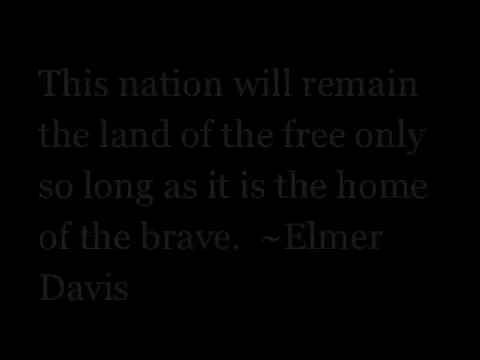 This nation will remain
the land of the free only
so long as it is the home
of the brave.  ~Elmer
Davis